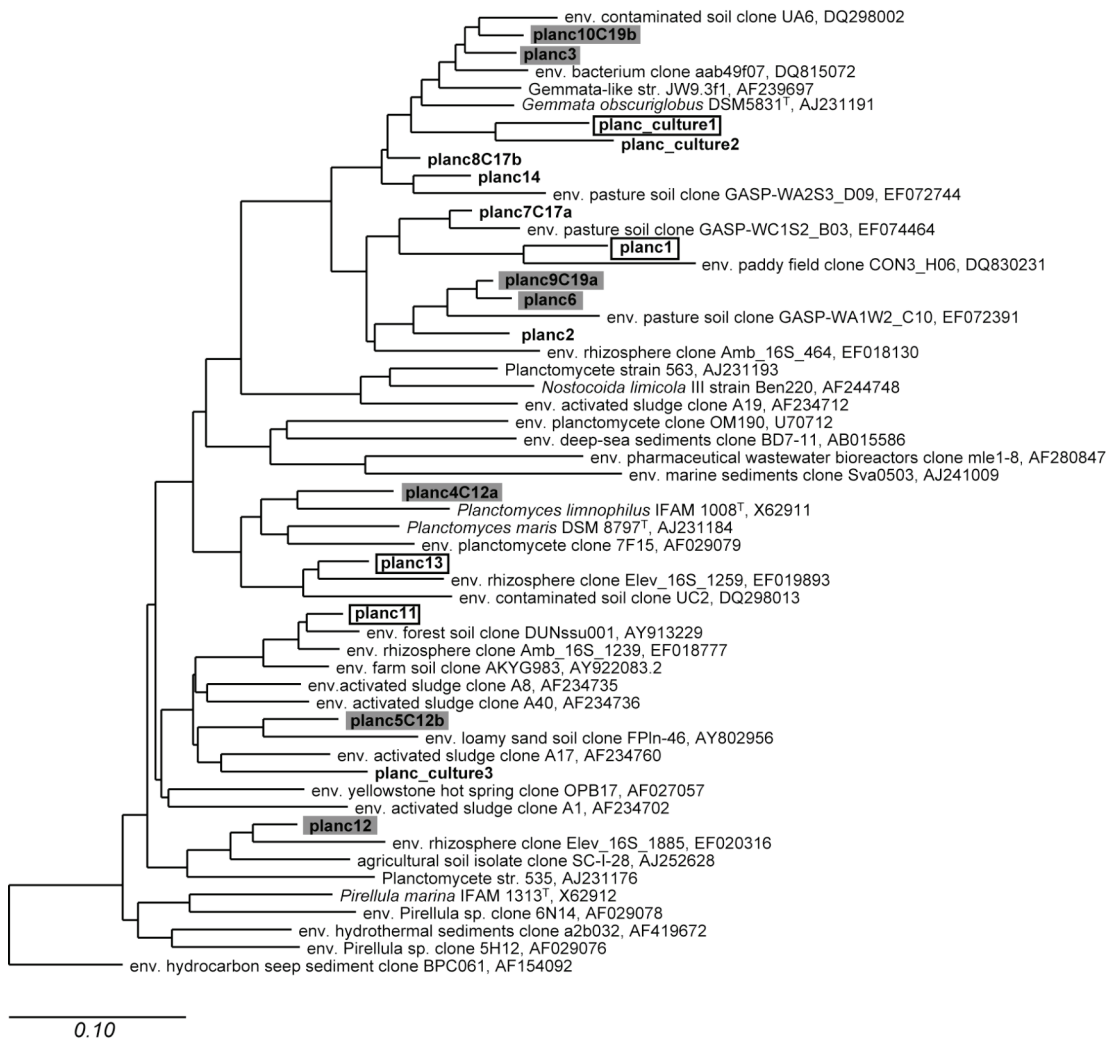 env. contaminated soil clone UA6, DQ298002
planc10C19b
planc3
env. bacterium clone aab49f07, DQ815072
Gemmata-like str. JW9.3f1, AF239697
Gemmata obscuriglobus DSM5831ᵀ, AJ231191
planc_culture1
planc_culture2
planc8C17b
planc14
env. pasture soil clone GASP-WA2S3_D09, EF072744
planc7C17a
env. pasture soil clone GASP-WC1S2_B03, EF074464
planc1
env. paddy field clone CON3_H06, DQ830231
planc9C19a
planc6
env. pasture soil clone GASP-WA1W2_C10, EF072391
planc2
env. rhizosphere clone Amb_16S_464, EF018130
Planctomycete strain 563, AJ231193
Nostocoida limicola III strain Ben220, AF244748
env. activated sludge clone A19, AF234712
env. planctomycete clone OM190, U70712
env. deep-sea sediments clone BD7-11, AB015586
env. pharmaceutical wastewater bioreactors clone mle1-8, AF280847
env. marine sediments clone Sva0503, AJ241009
planc4C12a
Planctomyces limnophilus IFAM 1008ᵀ, X62911
Planctomyces maris DSM 8797ᵀ, AJ231184
env. planctomycete clone 7F15, AF029079
planc13
env. rhizosphere clone Elev_16S_1259, EF019893
env. contaminated soil clone UC2, DQ298013
planc11
env. forest soil clone DUNssu001, AY913229
env. rhizosphere clone Amb_16S_1239, EF018777
env. farm soil clone AKYG983, AY922083.2
env.activated sludge clone A8, AF234735
env. activated sludge clone A40, AF234736
planc5C12b
env. loamy sand soil clone FPln-46, AY802956
env. activated sludge clone A17, AF234760
planc_culture3
env. yellowstone hot spring clone OPB17, AF027057
env. activated sludge clone A1, AF234702
planc12
env. rhizosphere clone Elev_16S_1885, EF020316
agricultural soil isolate clone SC-I-28, AJ252628
Planctomycete str. 535, AJ231176
Pirellula marina IFAM 1313ᵀ, X62912
env. Pirellula sp. clone 6N14, AF029078
env. hydrothermal sediments clone a2b032, AF419672
env. Pirellula sp. clone 5H12, AF029076
env. hydrocarbon seep sediment clone BPC061, AF154092
0.10